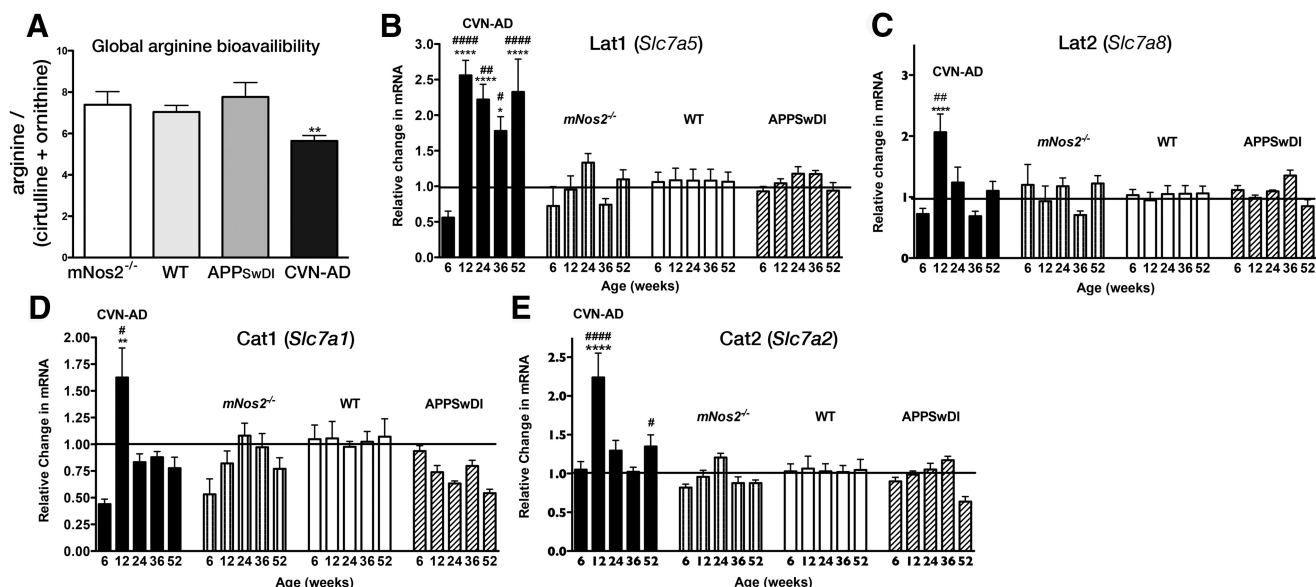 A
Global arginine bioavailibility
arginine /
(cirtulline + ornithine)
10
8
6
4
2
0
**
mNos2-/-
WT
APPSwDI
CVN-AD
B
CVN-AD
Lat1 (Slc7a5)
Relative change in mRNA
3.0
2.5
2.0
1.5
1.0
0.5
0.0
####
****
##
****
#
*
####
****
mNos2-/-
WT
APPSwDI
6 12 24 36 52
6 12 24 36 52
6 12 24 36 52
6 12 24 36 52
Age (weeks)
C
Lat2 (Slc7a8)
CVN-AD
Relative change in mRNA
3
2
1
0
##
****
mNos2-/-
WT
APPSwDI
6 12 24 36 52
6 12 24 36 52
6 12 24 36 52
6 12 24 36 52
Age (weeks)
D
CVN-AD
Cat1 (Slc7a1)
Relative Change in mRNA
2.00
1.75
1.50
1.25
1.00
0.75
0.50
0.25
0.00
#
**
mNos2-/-
WT
APPSwDI
6 12 24 36 52
6 12 24 36 52
6 12 24 36 52
6 12 24 36 52
Age (weeks)
E
CVN-AD
Cat2 (Slc7a2)
Relative Change in mRNA
2.5
2.0
1.5
1.0
0.5
0.0
####
****
#
mNos2-/-
WT
APPSwDI
6 12 24 36 52
6 12 24 36 52
6 12 24 36 52
6 12 24 36 52
Age (weeks)